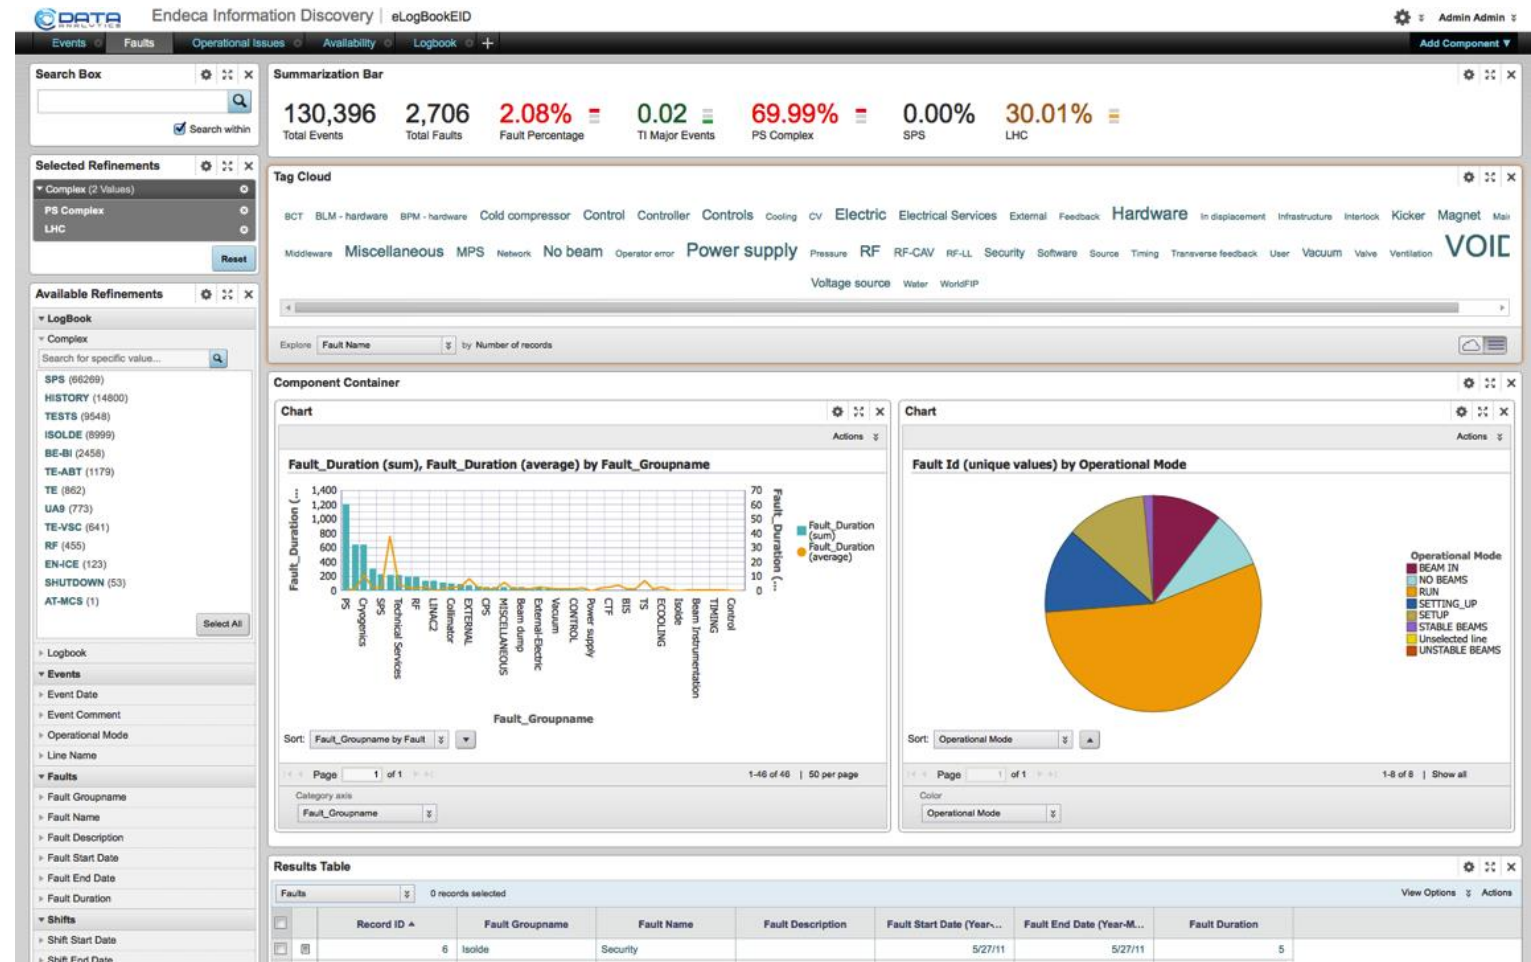 DATA ANALYTICS Endeca Information Discovery | eLogBookEID Admin Admin
Events Faults Operational Issues Availability Logbook + Add Component
Search Box
Search within
Selected Refinements
Complex (2 Values)
PS Complex
LHC
Reset
Available Refinements
LogBook
Complex
Search for specific value...
SPS (66269)
HISTORY (14800)
TESTS (9548)
ISOLDE (8999)
BE-BI (2458)
TE-ABT (1179)
TE (862)
UA9 (773)
TE-VSC (641)
RF (455)
EN-ICE (123)
SHUTDOWN (53)
AT-MCS (1)
Select All
Logbook
Events
Event Date
Event Comment
Operational Mode
Line Name
Faults
Fault Groupname
Fault Name
Fault Description
Fault Start Date
Fault End Date
Fault Duration
Shifts
Shift Start Date
Shift End Date
Summarization Bar
130,396 2,706 2.08% 0.02 69.99% 0.00% 30.01%
Total Events Total Faults Fault Percentage TI Major Events PS Complex SPS LHC
Tag Cloud
BCT BLM - hardware BPM - hardware Cold compressor Control Controller Controls Cooling CV Electric Electrical Services External Feedback Hardware In displacement Infrastructure Interlock Kicker Magnet Mai
Middleware Miscellaneous MPS Network No beam Operator error Power supply Pressure RF RF-CAV RF-LL Security Software Source Timing Transverse feedback User Vacuum Valve Ventilation VOID
Voltage source Water WorldFIP
Explore Fault Name by Number of records
Component Container
Chart
Actions
Fault_Duration (sum), Fault_Duration (average) by Fault_Groupname
Fault_Duration (...
1,400
1,200
1,000
800
600
400
200
0
70
60
50
40
30
20
10
0
Fault_Duration (...
Fault_Duration
(sum)
Fault_Duration
(average)
PS
Cryogenics
SPS
Technical Services
RF
LINAC2
Collimator
EXTERNAL
CPS
MISCELLANEOUS
Beam dump
External-Electric
Vacuum
CONTROL
Power supply
CTF
BIS
TS
ECOOLING
Isolde
Beam Instrumentation
TIMING
Control
Fault_Groupname
Sort: Fault_Groupname by Fault
Page 1 of 1 1-46 of 46 | 50 per page
Category axis
Fault_Groupname
Chart
Actions
Fault Id (unique values) by Operational Mode
Operational Mode
BEAM IN
NO BEAMS
RUN
SETTING_UP
SETUP
STABLE BEAMS
Unselected line
UNSTABLE BEAMS
Sort: Operational Mode
Page 1 of 1 1-8 of 8 | Show all
Color
Operational Mode
Results Table
Faults 0 records selected View Options Actions
Record ID Fault Groupname Fault Name Fault Description Fault Start Date (Year-... Fault End Date (Year-M... Fault Duration
6 Isolde Security 5/27/11 5/27/11 5